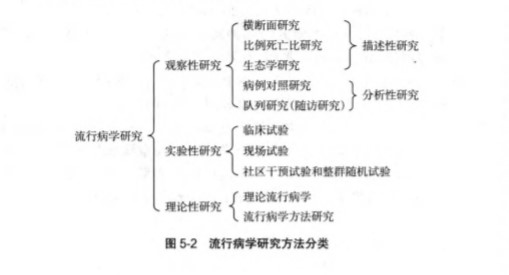 横断面研究
比例死亡比研究
描述性研究
观察性研究
生态学研究
病例对照研究
分析性研究
队列研究(随访研究)
流行病学研究
临床试验
实验性研究
现场试验
社区干预试验和整群随机试验
理论性研究
理论流行病学
流行病学方法研究
图 5-2 流行病学研究方法分类